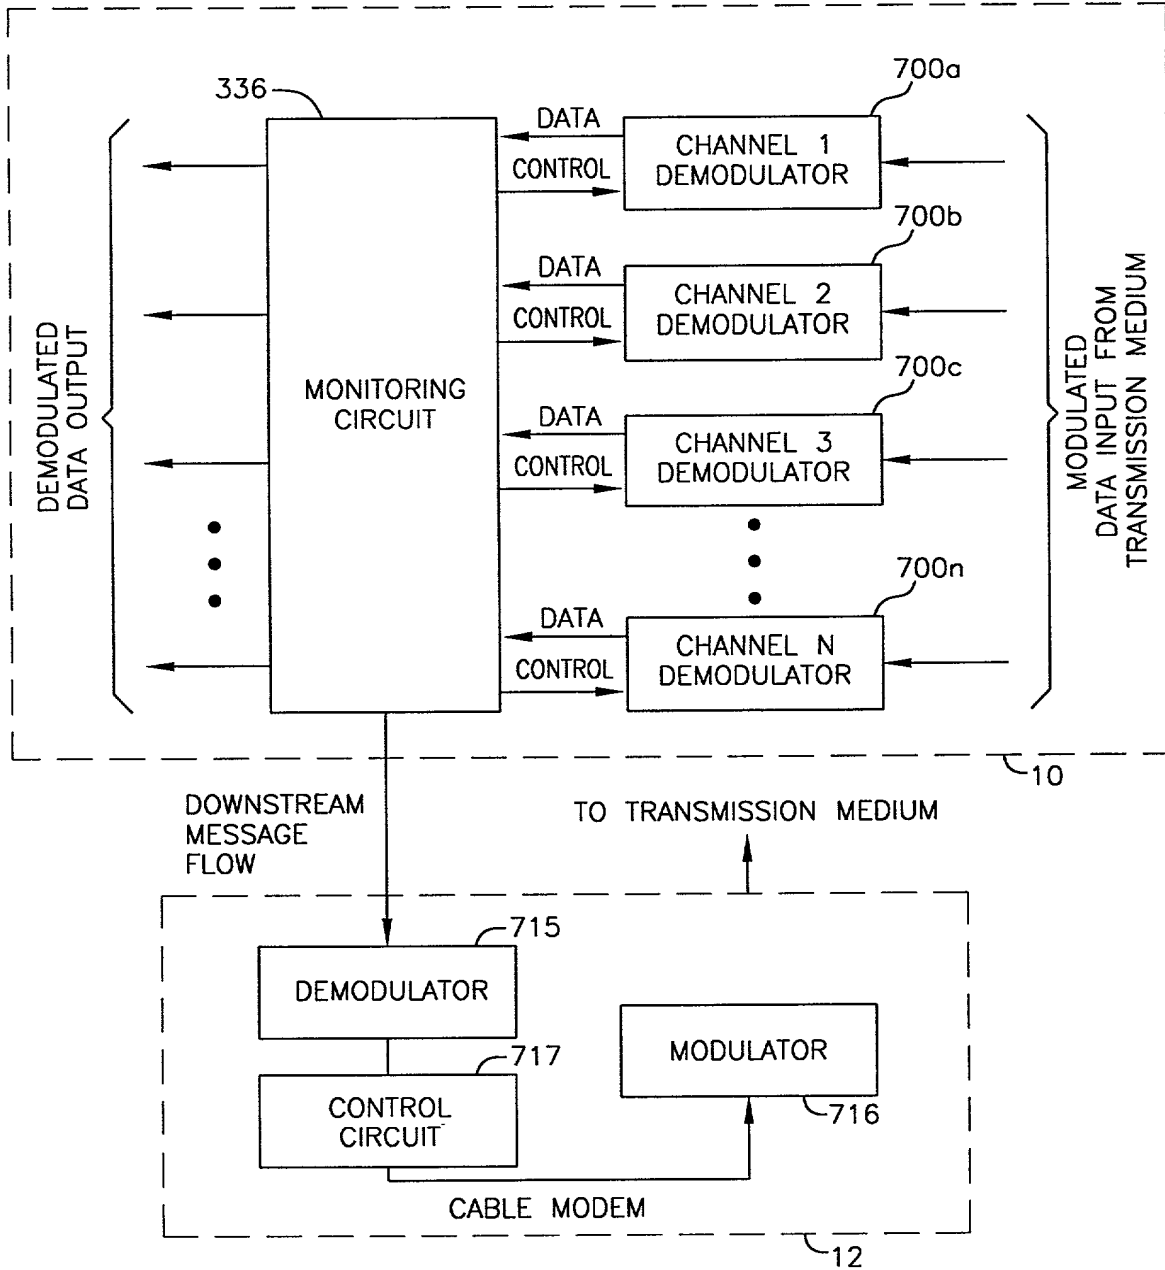 700a
336
DATA
CHANNEL 1
DEMODULATOR
CONTROL
700b
DATA
CHANNEL 2
DEMODULATOR
CONTROL
DEMODULATED
DATA OUTPUT
MONITORING
CIRCUIT
MODULATED
DATA INPUT FROM
TRANSMISSION MEDIUM
700c
DATA
CHANNEL 3
DEMODULATOR
CONTROL
700n
DATA
CHANNEL N
DEMODULATOR
CONTROL
10
DOWNSTREAM
MESSAGE
FLOW
TO TRANSMISSION MEDIUM
715
DEMODULATOR
717
MODULATOR
716
CONTROL
CIRCUIT
CABLE MODEM
12